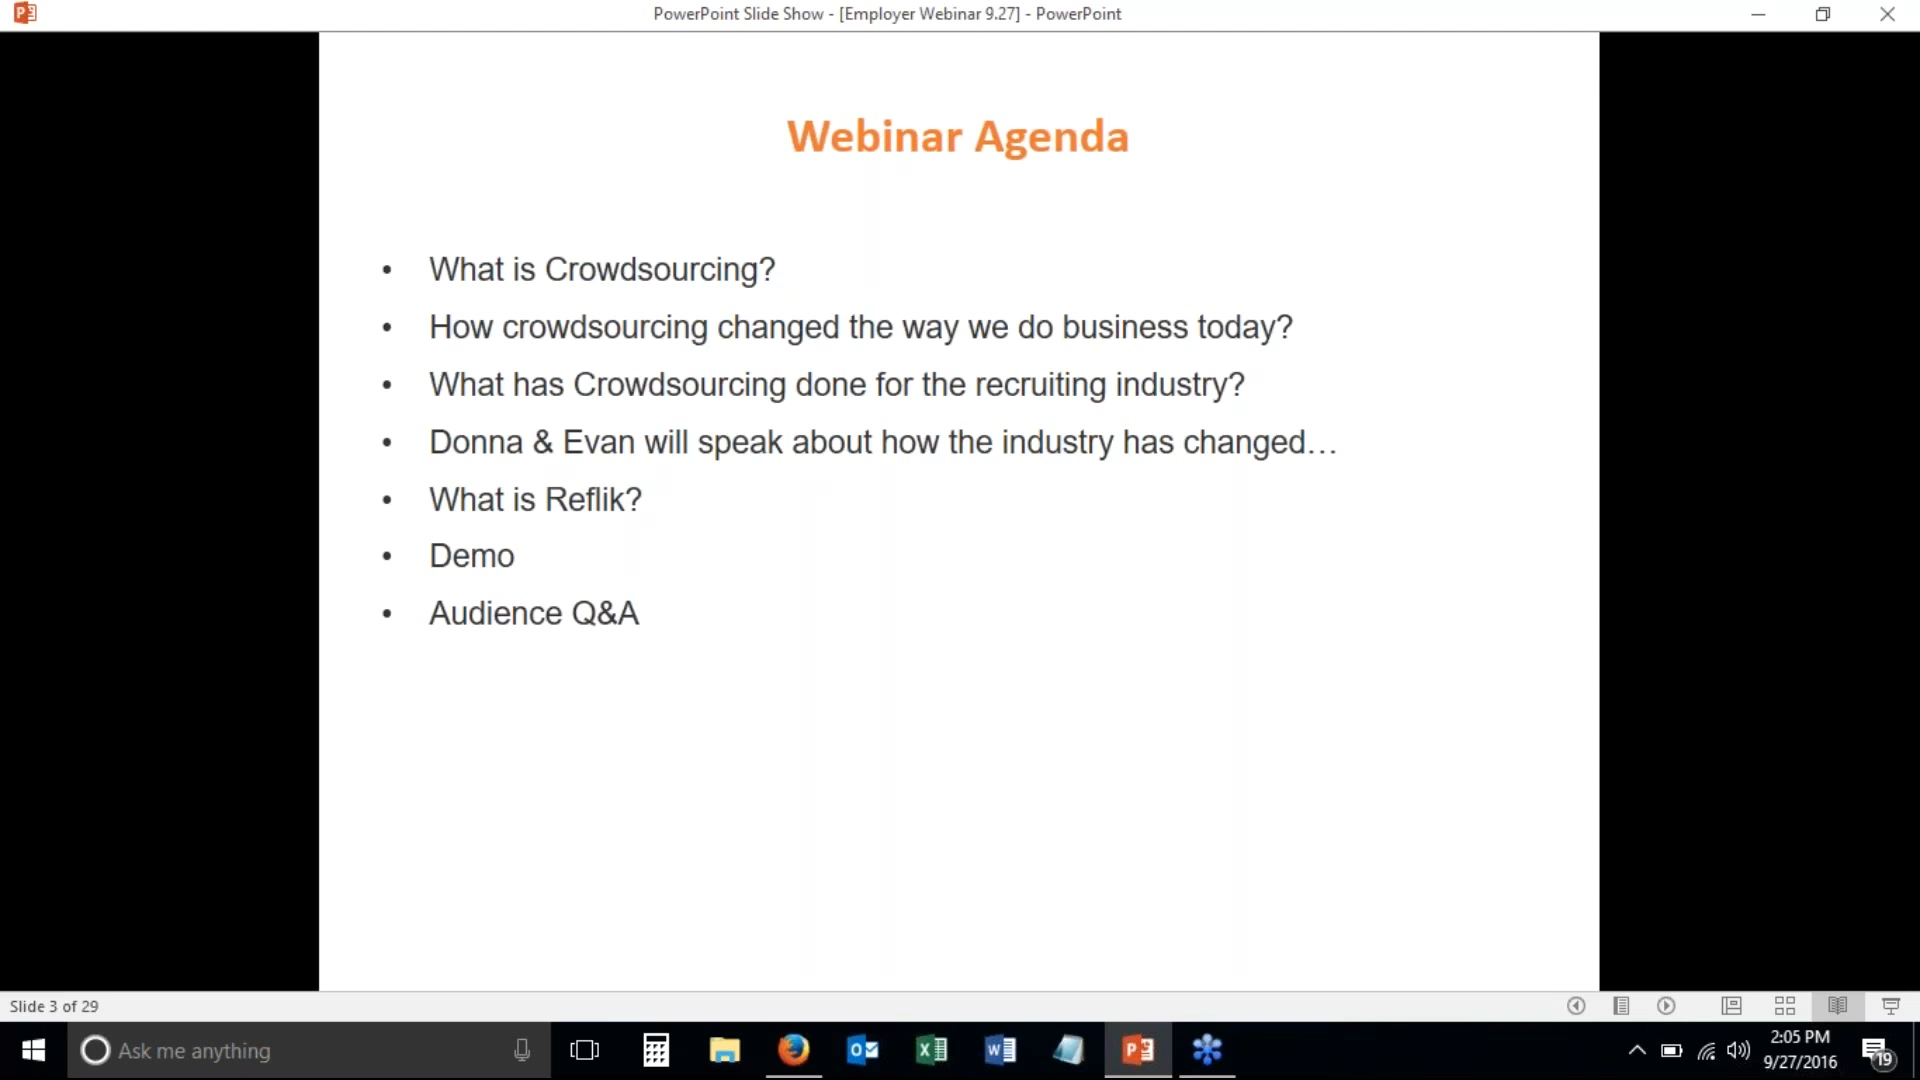 PowerPoint Slide Show - [Employer Webinar 9.27] - PowerPoint
Webinar Agenda
• What is Crowdsourcing?
• How crowdsourcing changed the way we do business today?
• What has Crowdsourcing done for the recruiting industry?
• Donna & Evan will speak about how the industry has changed…
• What is Reflik?
• Demo
• Audience Q&A
Slide 3 of 29
Ask me anything
2:05 PM
9/27/2016
19